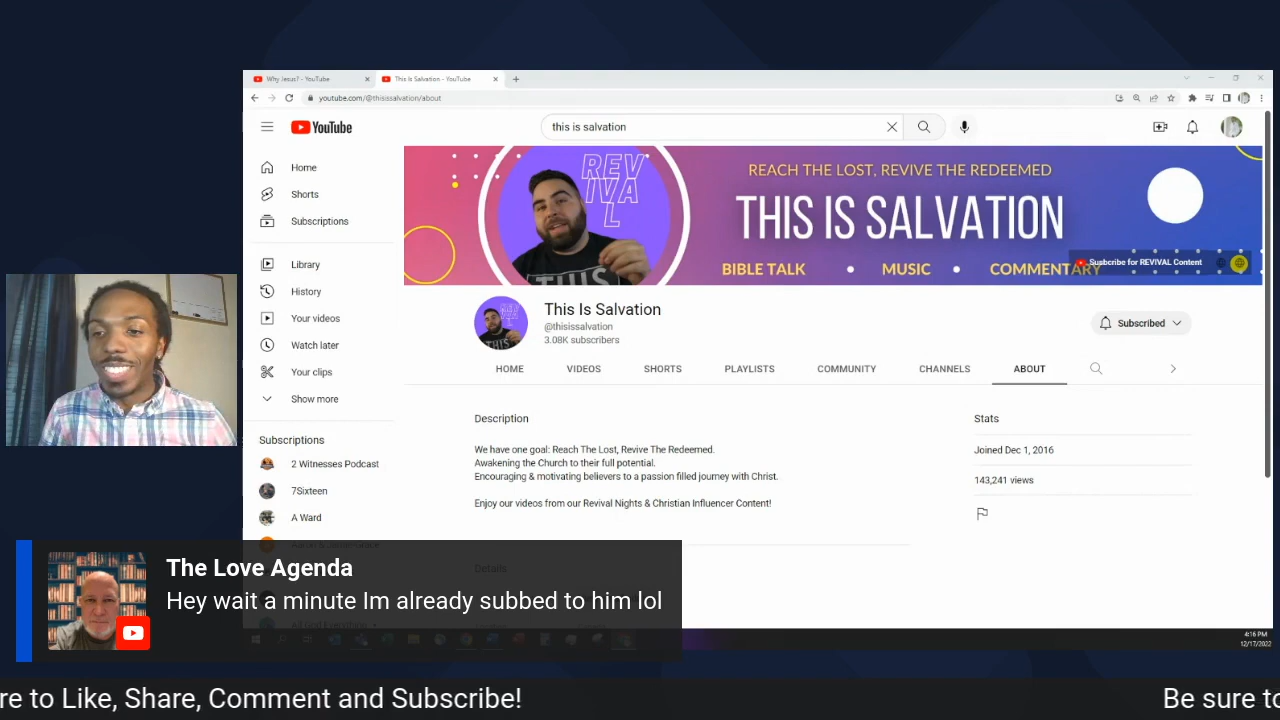 Why Jesus? - YouTube
This Is Salvation - YouTube
youtube.com/@thisissalvation/about
YouTube
this is salvation
Home
Shorts
Subscriptions
Library
History
Your videos
Watch later
Your clips
Show more
Subscriptions
2 Witnesses Podcast
7Sixteen
A Ward
REVIVAL
THIS
REACH THE LOST, REVIVE THE REDEEMED
THIS IS SALVATION
BIBLE TALK • MUSIC • COMMENTARY
SuBscribe for REVIVAL Content
This Is Salvation
@thisissalvation
3.08K subscribers
Subscribed
HOME VIDEOS SHORTS PLAYLISTS COMMUNITY CHANNELS ABOUT
Description
We have one goal: Reach The Lost, Revive The Redeemed.
Awakening the Church to their full potential.
Encouraging & motivating believers to a passion filled journey with Christ.
Enjoy our videos from our Revival Nights & Christian Influencer Content!
Details
Stats
Joined Dec 1, 2016
143,241 views
The Love Agenda
Hey wait a minute Im already subbed to him lol
All God Everything
4:16 PM
12/17/2022
re to Like, Share, Comment and Subscribe!
Be sure to